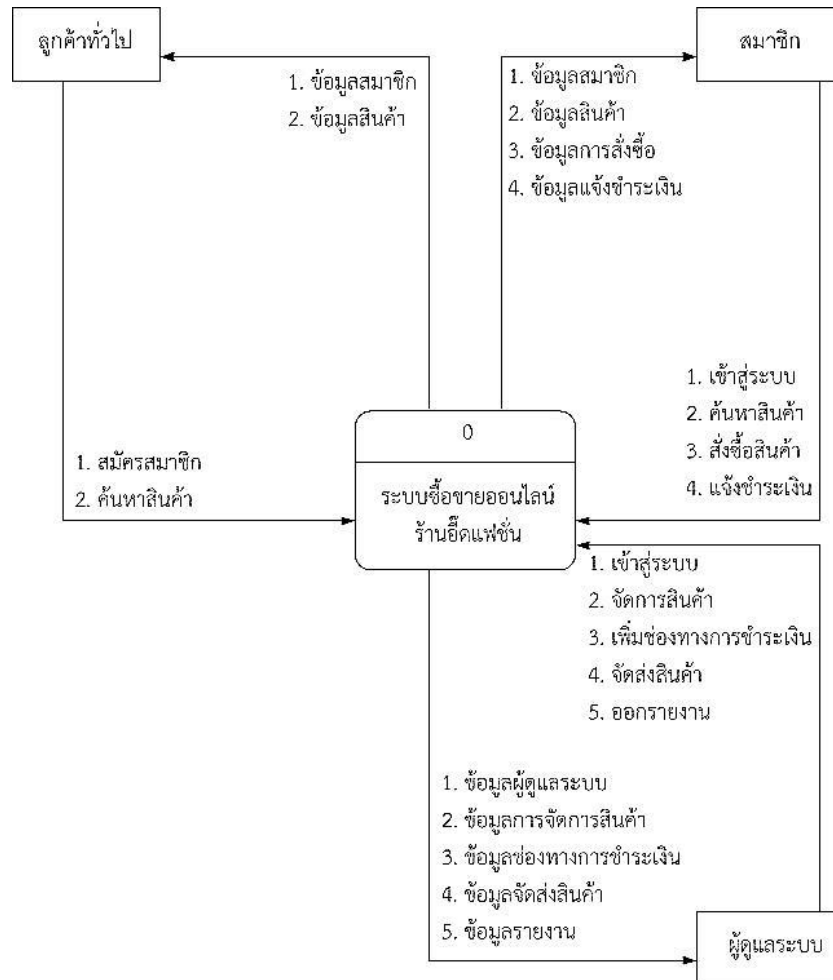 ลูกค้าทั่วไป
สมาชิก
1. ข้อมูลสมาชิก
2. ข้อมูลสินค้า
1. ข้อมูลสมาชิก
2. ข้อมูลสินค้า
3. ข้อมูลการสั่งซื้อ
4. ข้อมูลแจ้งชำระเงิน
1. เข้าสู่ระบบ
2. ค้นหาสินค้า
3. สั่งซื้อสินค้า
4. แจ้งชำระเงิน
1. สมัครสมาชิก
2. ค้นหาสินค้า
0
ระบบซื้อขายออนไลน์
ร้านอี๊ดแฟชั่น
1. เข้าสู่ระบบ
2. จัดการสินค้า
3. เพิ่มช่องทางการชำระเงิน
4. จัดส่งสินค้า
5. ออกรายงาน
1. ข้อมูลผู้ดูแลระบบ
2. ข้อมูลการจัดการสินค้า
3. ข้อมูลช่องทางการชำระเงิน
4. ข้อมูลจัดส่งสินค้า
5. ข้อมูลรายงาน
ผู้ดูแลระบบ